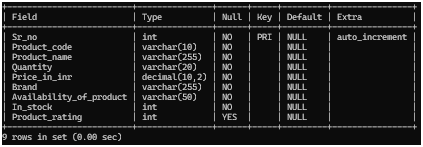 | Field | Type | Null | Key | Default | Extra |
| Sr_no | int | NO | PRI | NULL | auto_increment |
| Product_code | varchar(10) | NO | | NULL | |
| Product_name | varchar(255) | NO | | NULL | |
| Quantity | varchar(20) | NO | | NULL | |
| Price_in_inr | decimal(10,2) | NO | | NULL | |
| Brand | varchar(255) | NO | | NULL | |
| Availability_of_product | varchar(50) | NO | | NULL | |
| In_stock | int | NO | | NULL | |
| Product_rating | int | YES | | NULL | |
9 rows in set (0.00 sec)